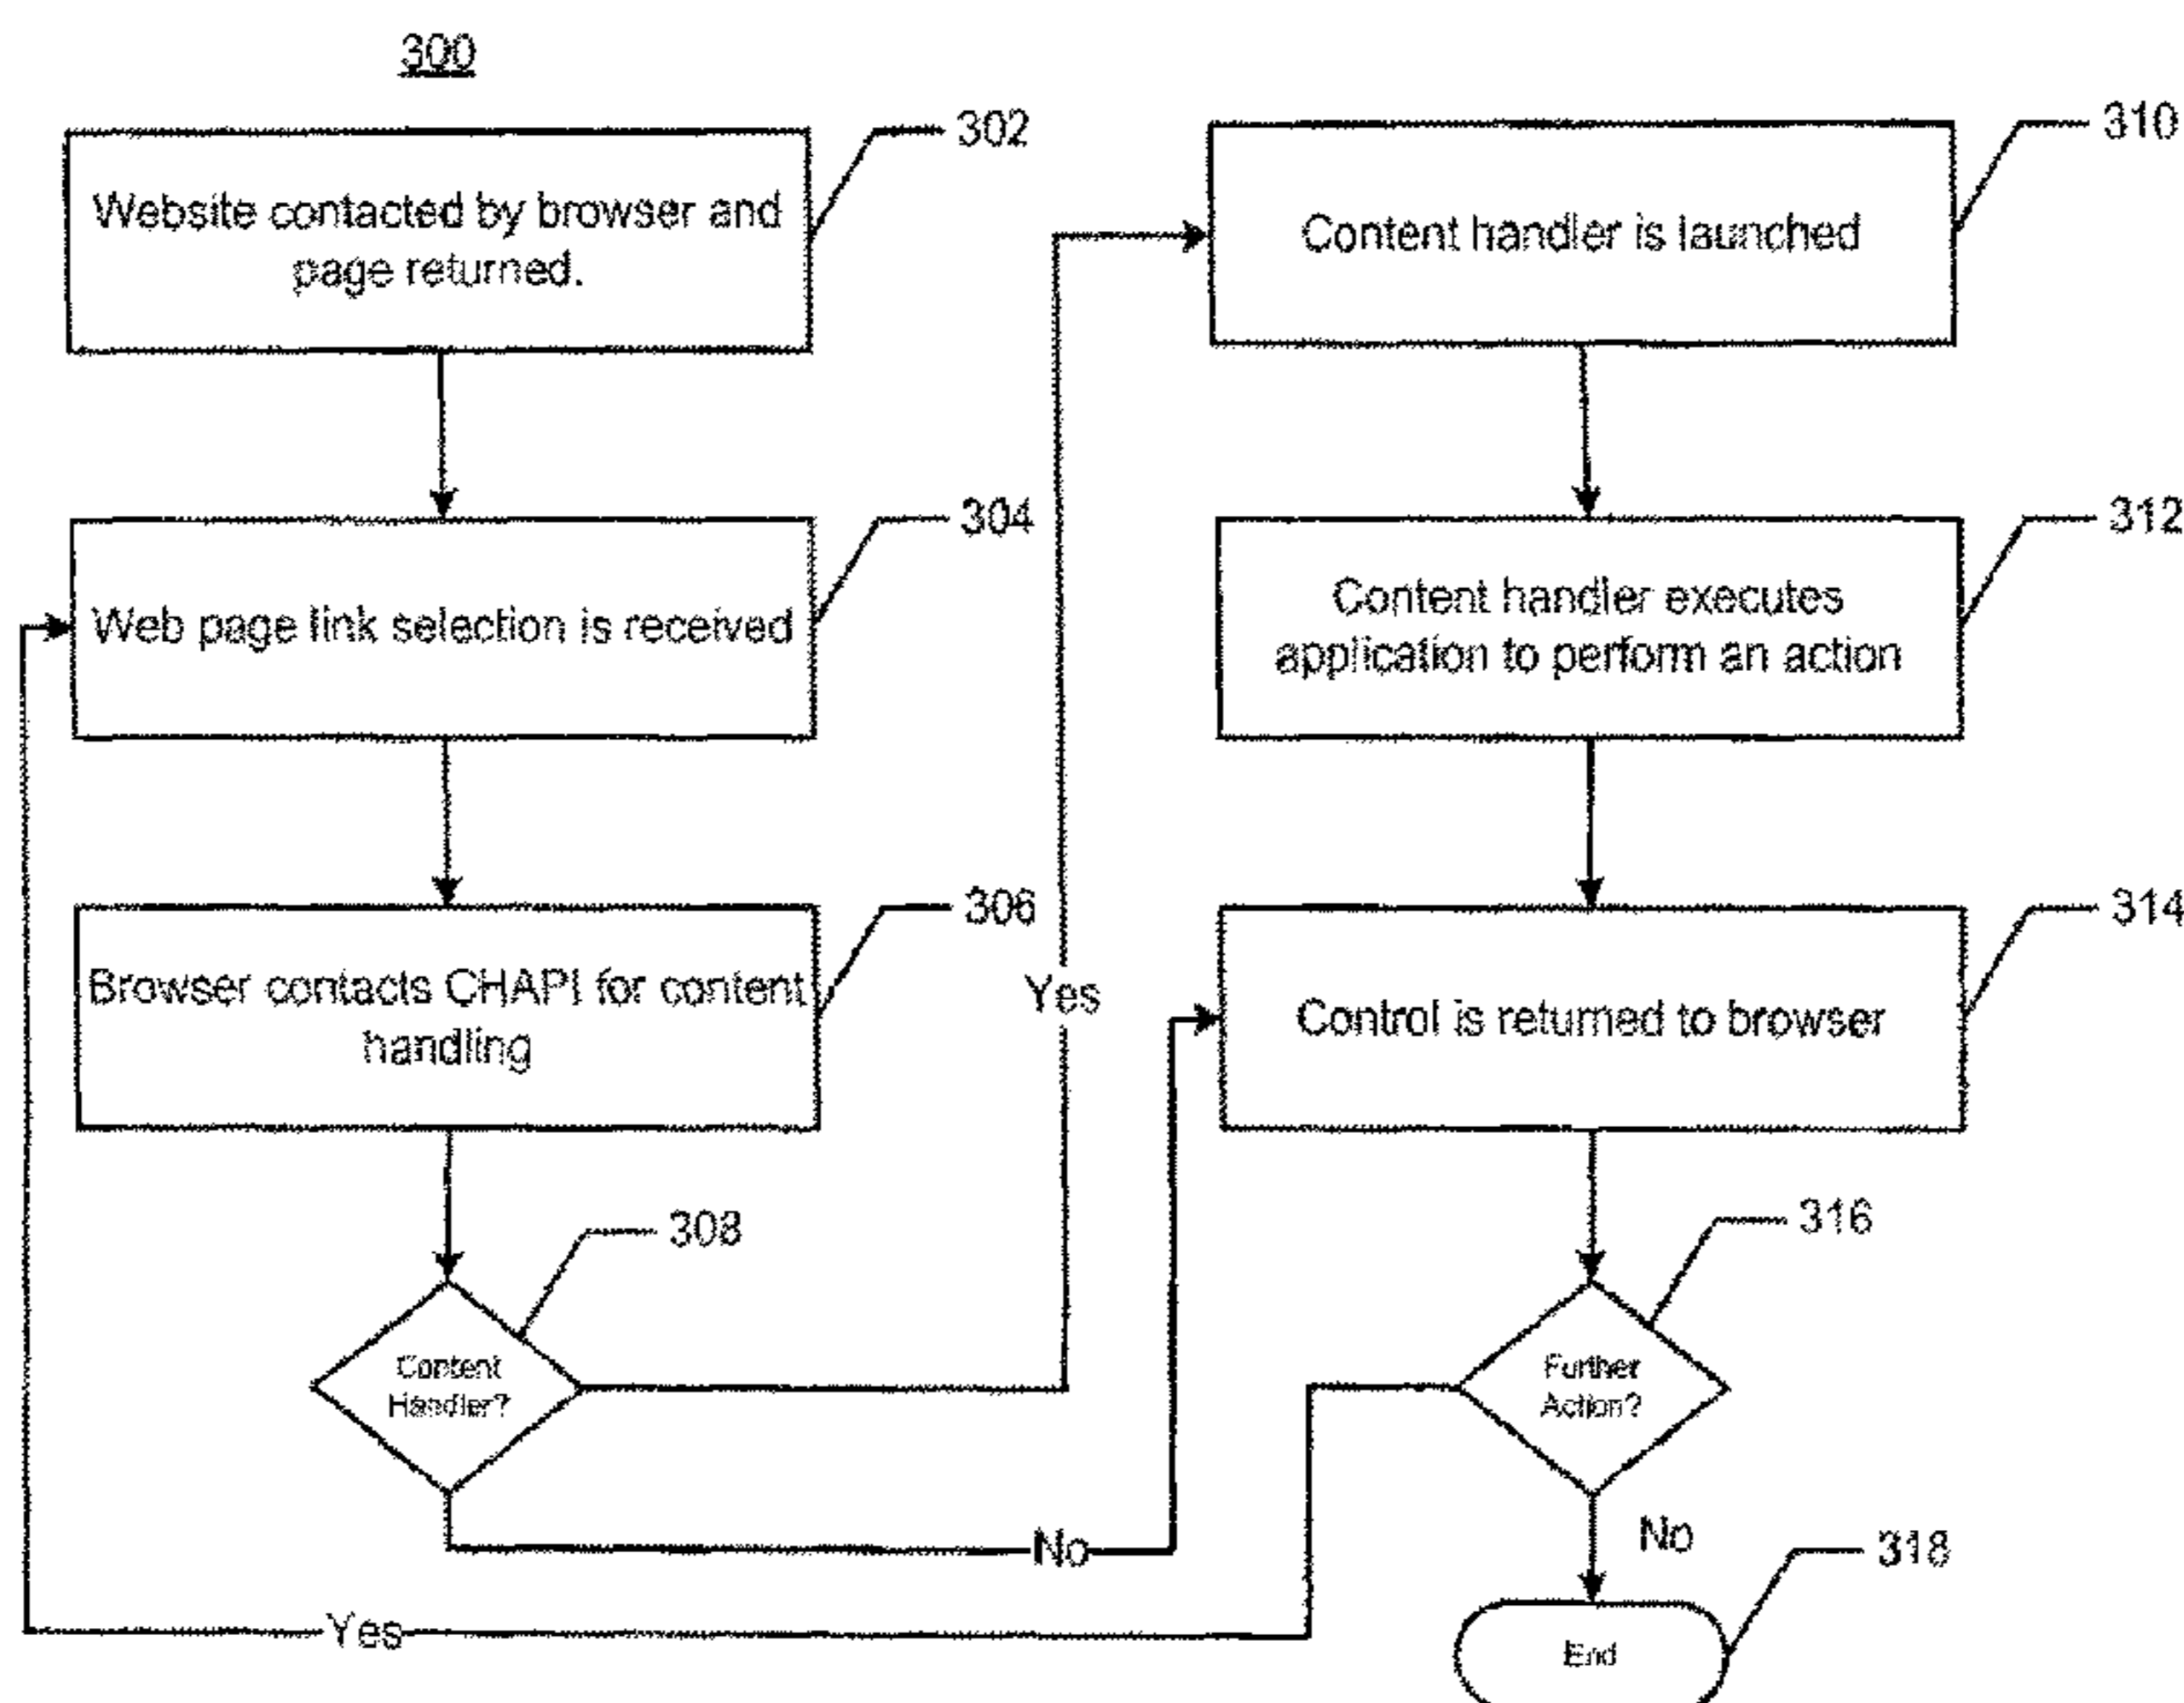 300
302
Website contacted by browser and
page returned.
304
Web page link selection is received
306
Browser contacts CHAPI for content
handling
308
Content
Handler?
Yes
No
Yes
310
Content handler is launched
312
Content handler executes
application to perform an action
314
Control is returned to browser
316
Further
Action?
No
318
End